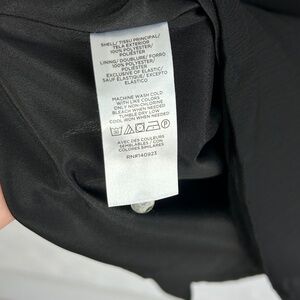 SHELL/ TISSU PRINCIPAL/
TELA EXTERIOR
100% POLYESTER/
POLIESTER
LINING/ DOUBLURE/ FORRO
100% POLYESTER/
POLIESTER
EXCLUSIVE OF ELASTIC/
SAUF ÉLASTIQUE/ EXCEPTO
ELÁSTICO
MACHINE WASH COLD
WITH LIKE COLORS
ONLY NON-CHLORINE
BLEACH WHEN NEEDED
TUMBLE DRY LOW
COOL IRON WHEN NEEDED
AVEC DES COULEURS
SEMBLABLES / CON
COLORES SIMILARES
RN#140923